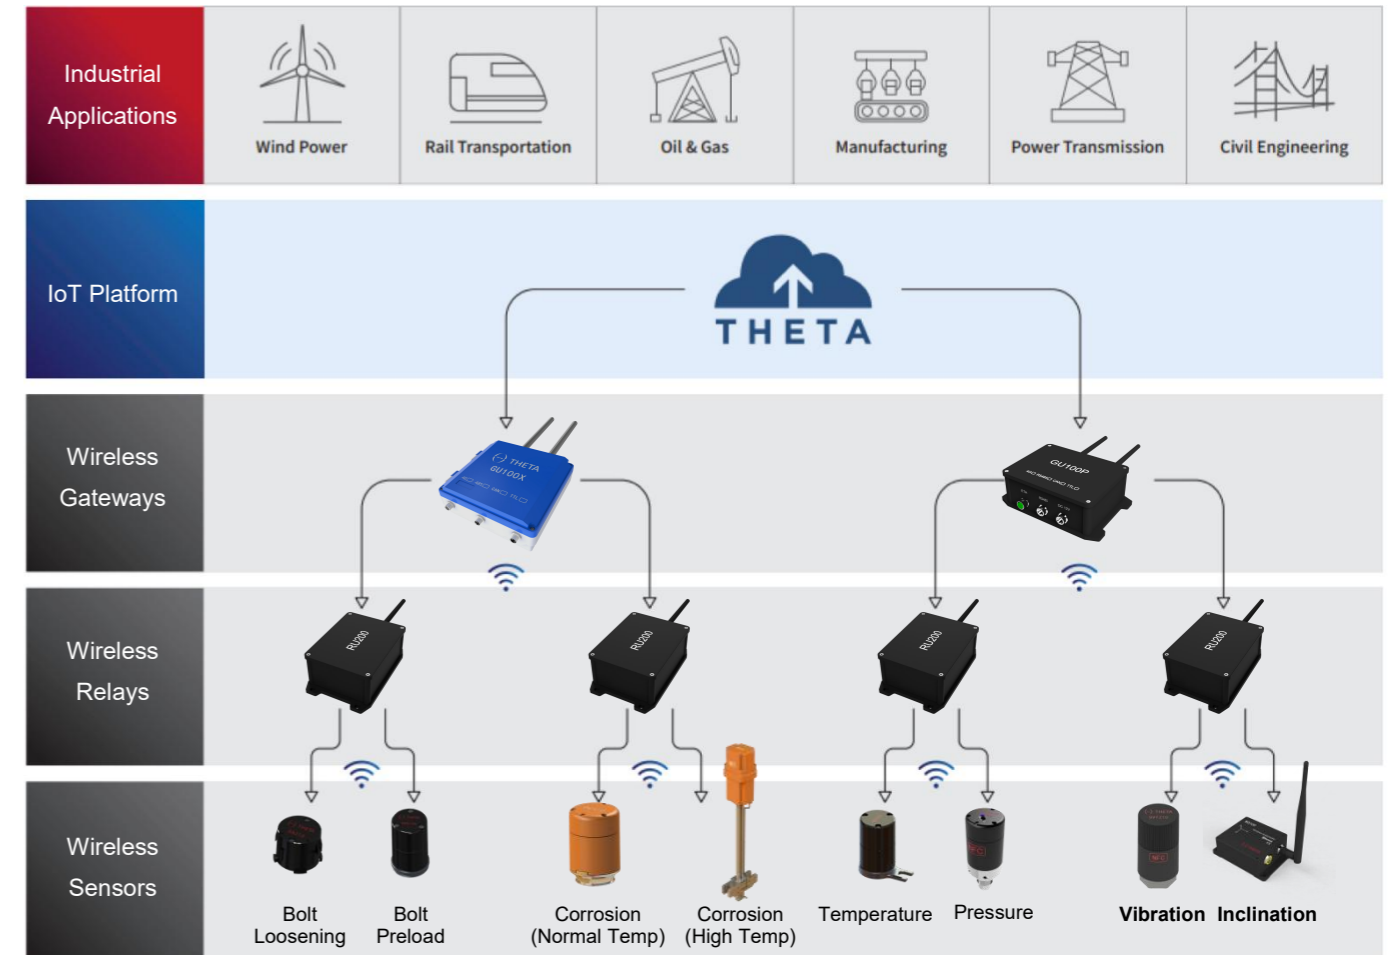 Industrial
Applications
Wind Power
Rail Transportation
Oil & Gas
Manufacturing
Power Transmission
Civil Engineering
IoT Platform
THETA
Wireless
Gateways
THETA
GU100X
GU100P
Wireless
Relays
RU200
RU200
RU200
RU200
Wireless
Sensors
NFC
NFC
Bolt
Loosening
Bolt
Preload
Corrosion
(Normal Temp)
Corrosion
(High Temp)
Temperature
Pressure
Vibration
Inclination